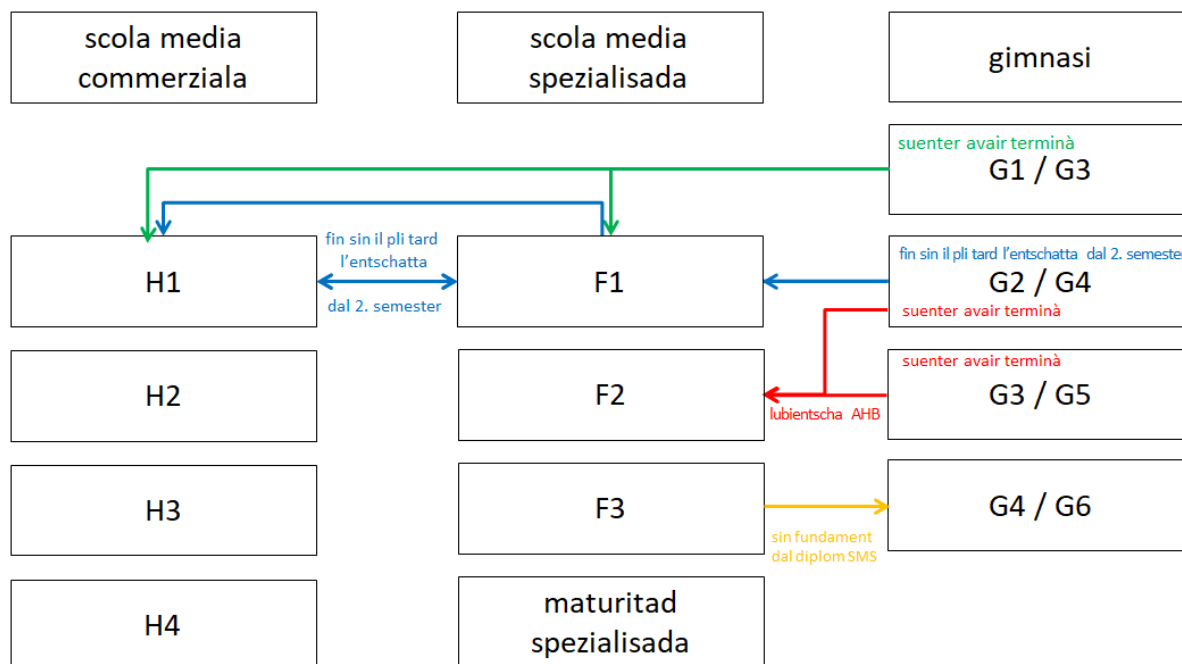 scola media
commerziala
scola media
spezialisada
gimnasi
suenter avair terminà
G1 / G3
H1
fin sin il pli tard
l'entschatta
dal 2. semester
F1
fin sin il pli tard l'entschatta dal 2. semester
G2 / G4
suenter avair terminà
H2
F2
lubientscha AHB
suenter avair terminà
G3 / G5
H3
F3
sin fundament
dal diplom SMS
G4 / G6
H4
maturitad
spezialisada